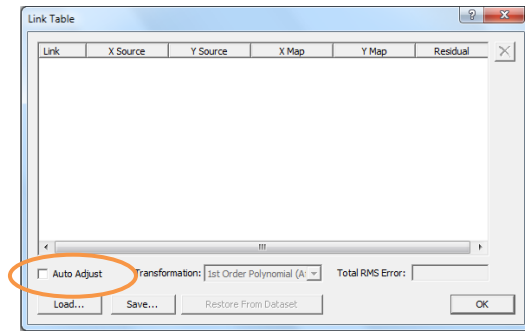 Link Table
Link X Source Y Source X Map Y Map Residual
Auto Adjust Transformation: 1st Order Polynomial (A Total RMS Error:
Load... Save... Restore From Dataset OK